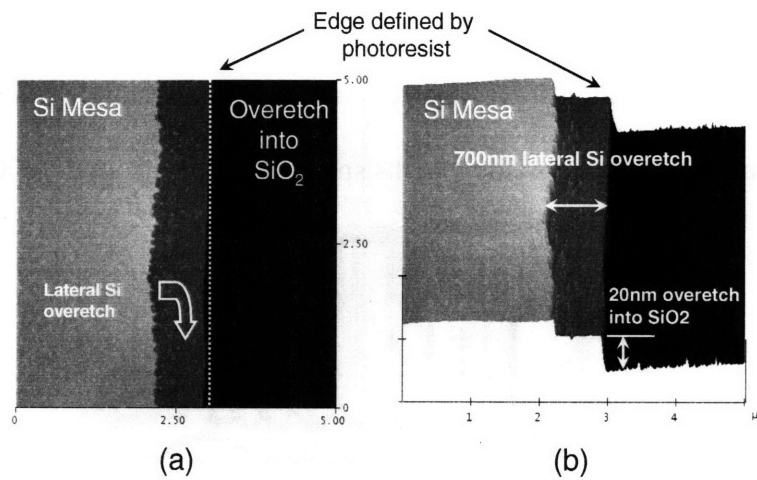 Edge defined by
photoresist
Si Mesa
Overetch
into
SiO₂
Lateral Si
overetch
5.00
2.50
0
0
2.50
5.00
(a)
Si Mesa
700nm lateral Si overetch
20nm overetch
into SiO2
1
2
3
4
μ
(b)